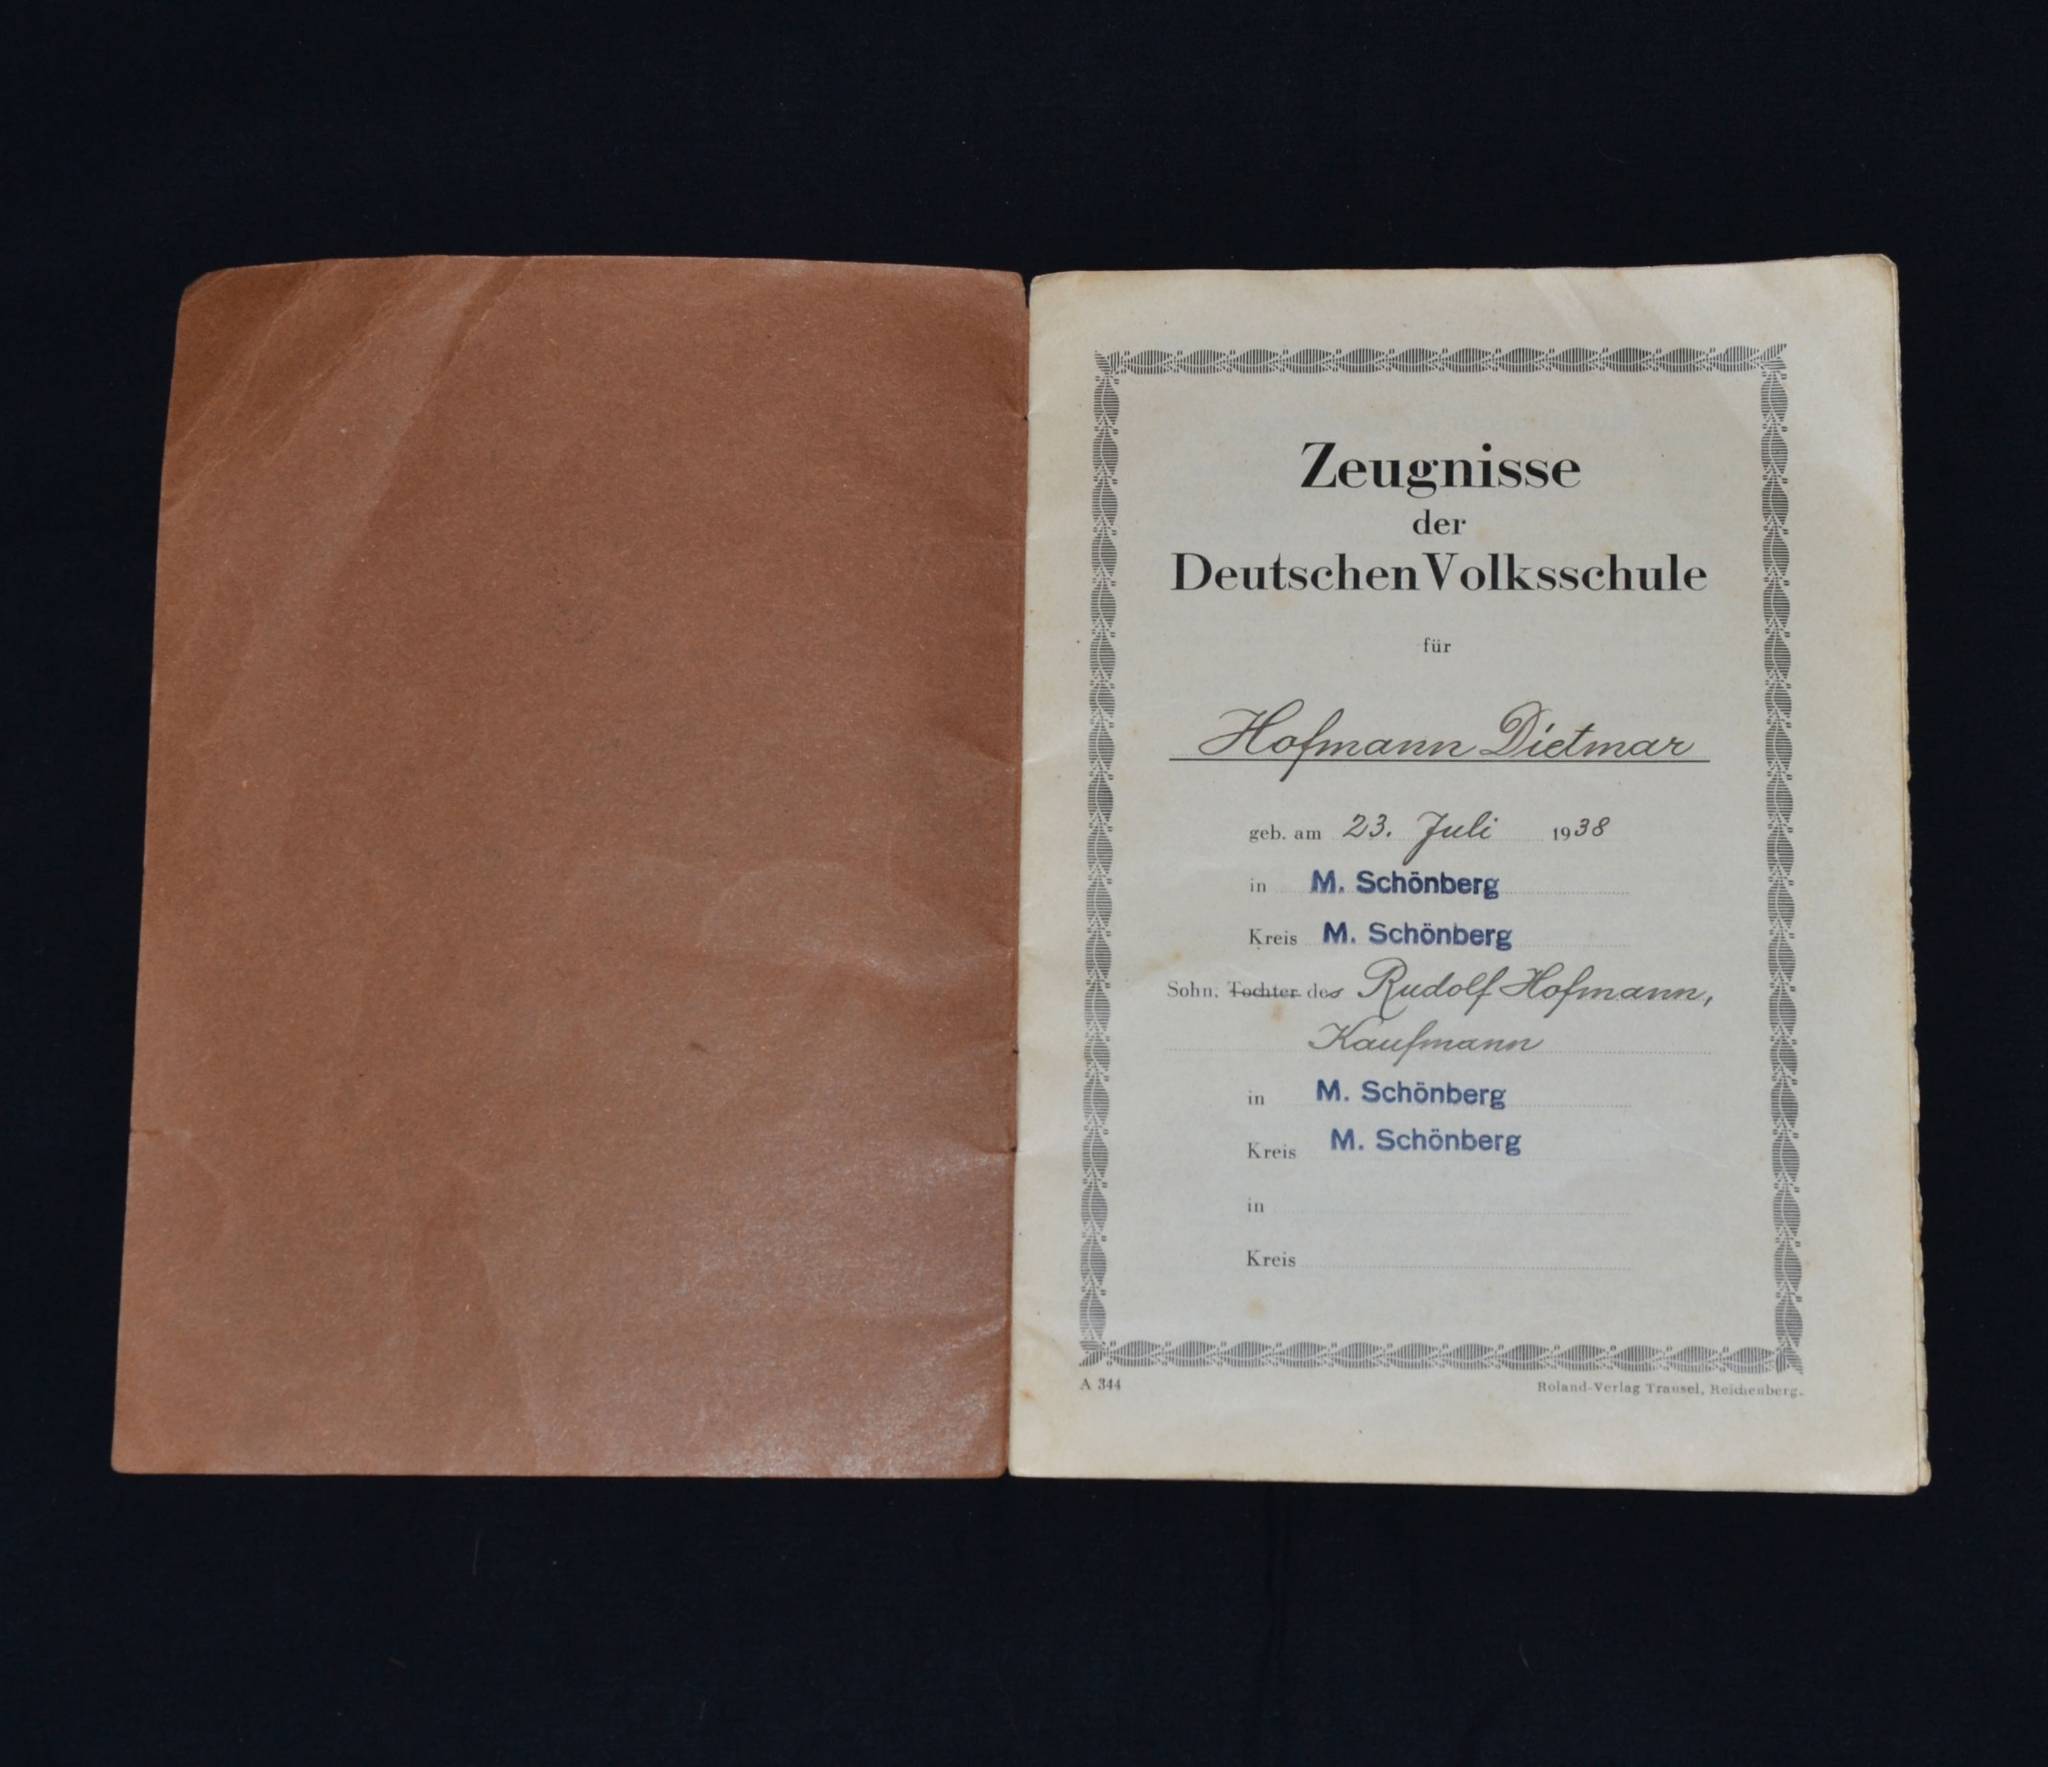 Zeugnisse
der
Deutschen Volksschule
für
Hofmann Dietmar
geb. am 23. Juli 1938
in M. Schönberg
Kreis M. Schönberg
Sohn, Tochter des Rudolf Hofmann,
Kaufmann
in M. Schönberg
Kreis M. Schönberg
in
Kreis
A 344 Roland-Verlag Trausel, Reichenberg.